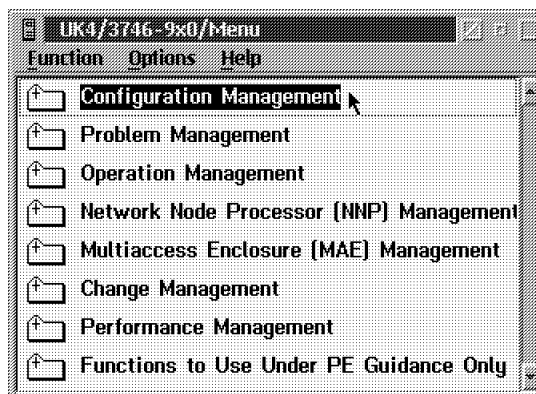 UK4/3746-9x0/Menu
Function Options Help
Configuration Management
Problem Management
Operation Management
Network Node Processor (NNP) Management
Multiaccess Enclosure (MAE) Management
Change Management
Performance Management
Functions to Use Under PE Guidance Only